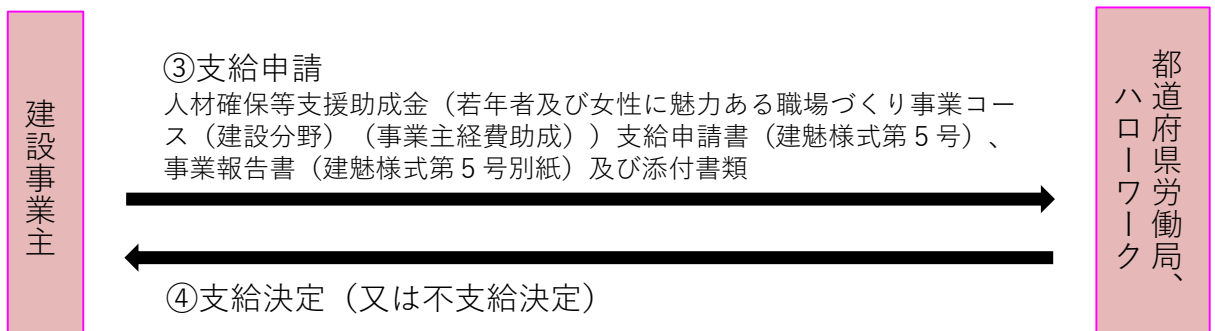 建設事業主
③支給申請
人材確保等支援助成金（若年者及び女性に魅力ある職場づくり事業コー
ス（建設分野）（事業主経費助成））支給申請書（建魅様式第５号）、
事業報告書（建魅様式第５号別紙）及び添付書類
④支給決定（又は不支給決定）
都道府県労働局、
ハローワーク